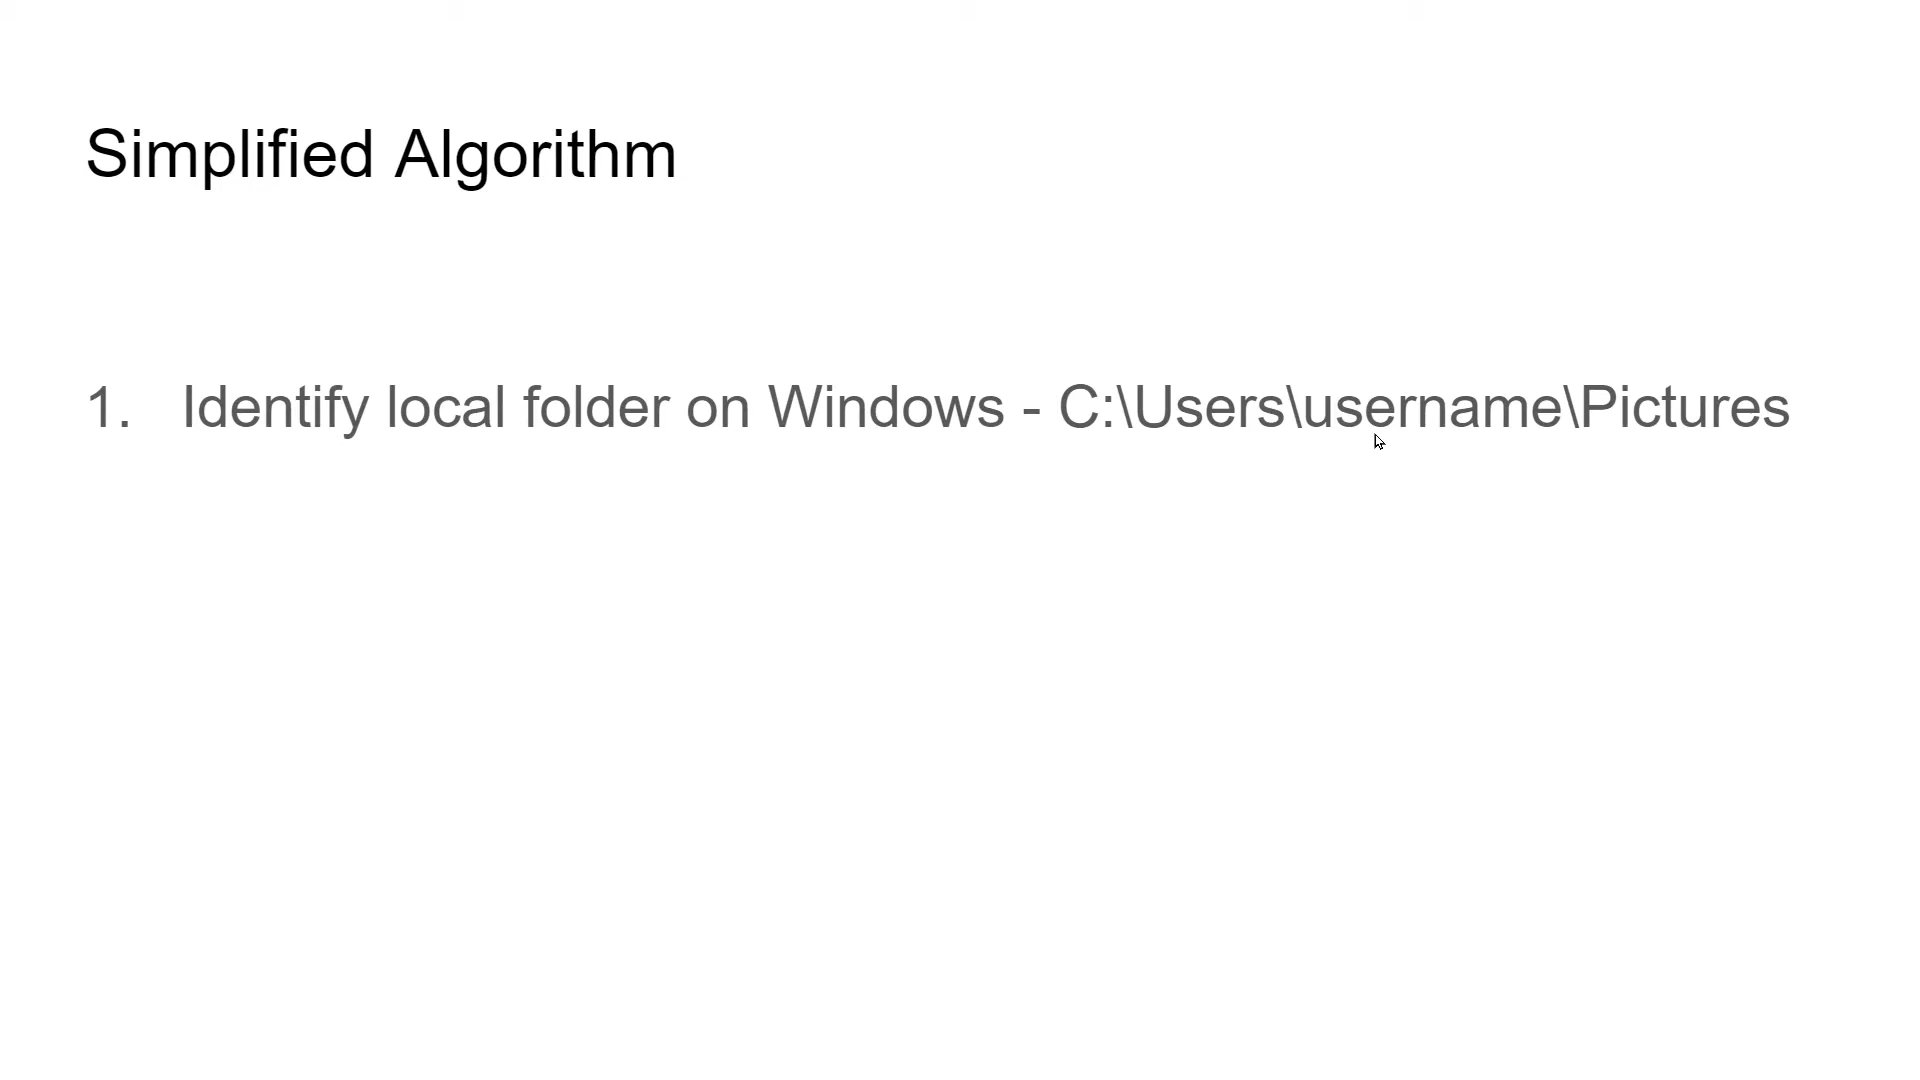 Simplified Algorithm
1. Identify local folder on Windows - C:\Users\username\Pictures